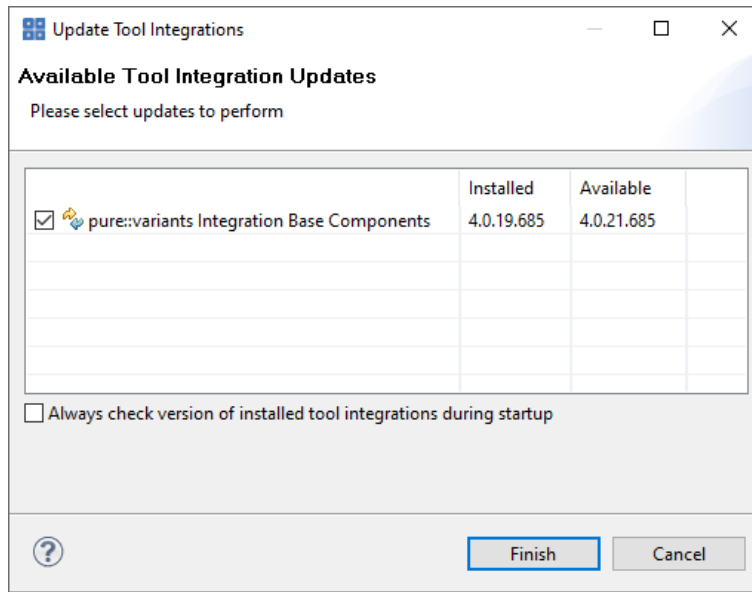 Update Tool Integrations
Available Tool Integration Updates
Please select updates to perform
Installed Available
pure::variants Integration Base Components 4.0.19.685 4.0.21.685
Always check version of installed tool integrations during startup
?
Finish Cancel